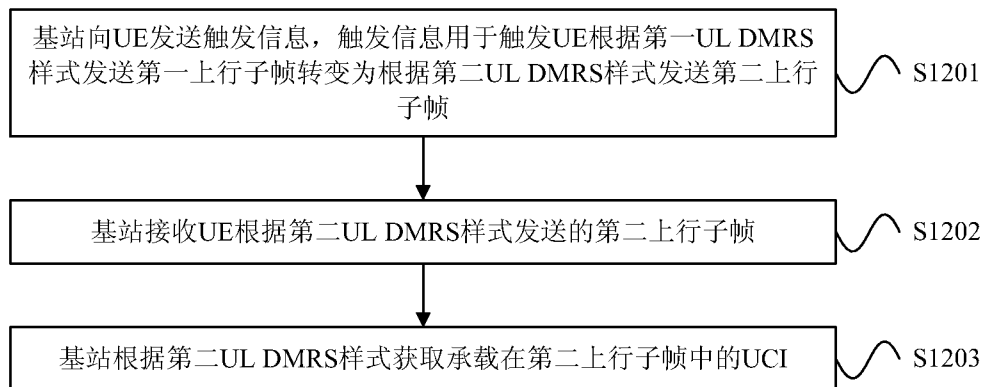 基站向UE发送触发信息，触发信息用于触发UE根据第一UL DMRS
样式发送第一上行子帧转变为根据第二UL DMRS样式发送第二上行
子帧
S1201
基站接收UE根据第二UL DMRS样式发送的第二上行子帧
S1202
基站根据第二UL DMRS样式获取承载在第二上行子帧中的UCI
S1203